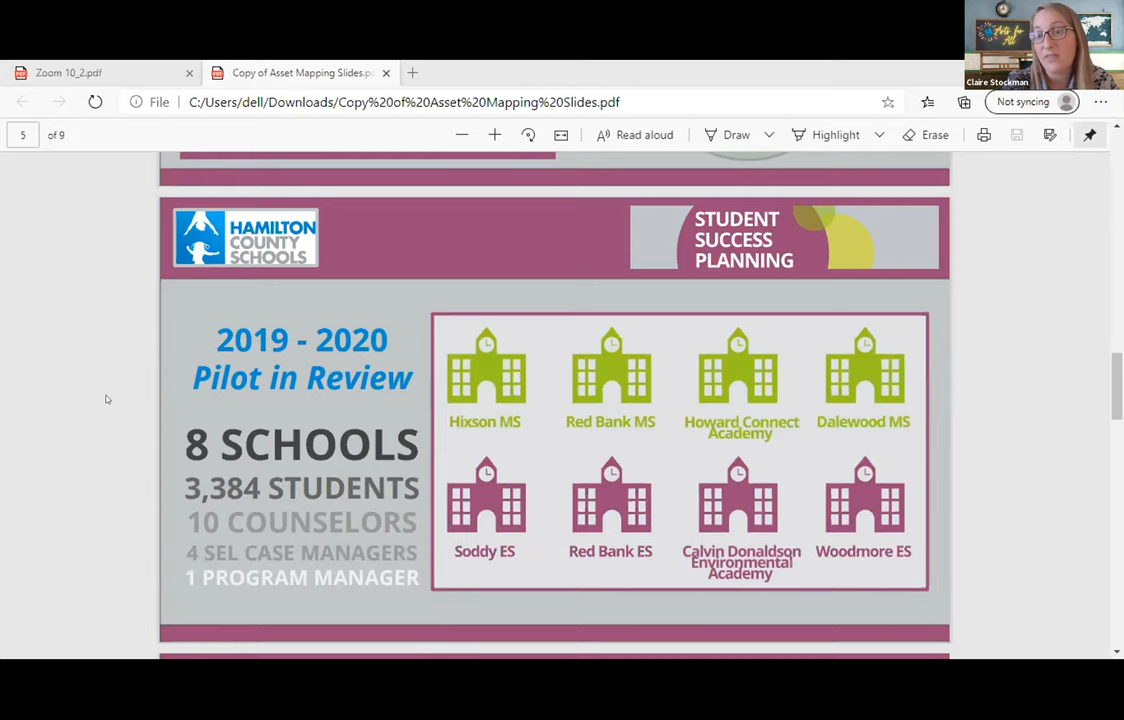 Arts for
All
Claire Stockman
Zoom 10_2.pdf
Copy of Asset Mapping Slides.p
File
C:/Users/dell/Downloads/Copy%20of%20Asset%20Mapping%20Slides.pdf
Not syncing
5
of 9
Read aloud
Draw
Highlight
Erase
HAMILTON
COUNTY
SCHOOLS
STUDENT
SUCCESS
PLANNING
2019 - 2020
Pilot in Review
8 SCHOOLS
3,384 STUDENTS
10 COUNSELORS
4 SEL CASE MANAGERS
1 PROGRAM MANAGER
Hixson MS
Red Bank MS
Howard Connect
Academy
Dalewood MS
Soddy ES
Red Bank ES
Calvin Donaldson
Environmental
Academy
Woodmore ES